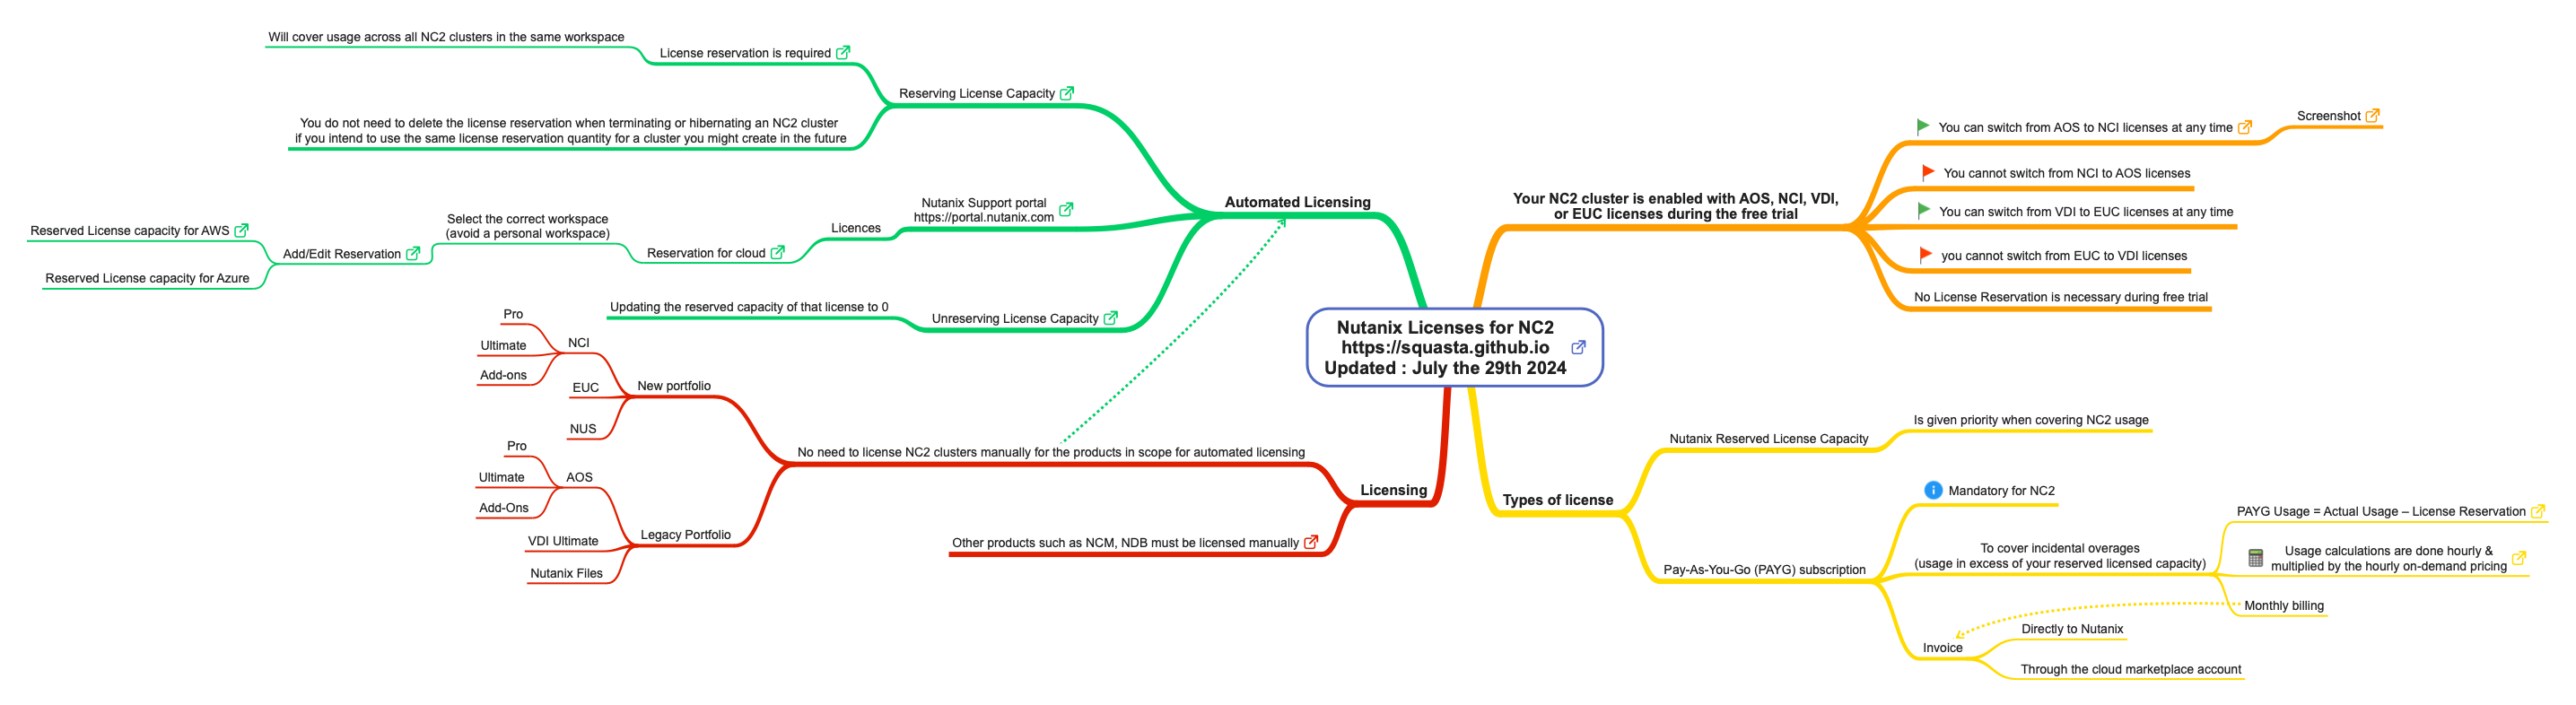 Nutanix Licenses for NC2
https://squasta.github.io
Updated : July the 29th 2024
Your NC2 cluster is enabled with AOS, NCI, VDI,
or EUC licenses during the free trial
You can switch from AOS to NCI licenses at any time
Screenshot
You cannot switch from NCI to AOS licenses
You can switch from VDI to EUC licenses at any time
you cannot switch from EUC to VDI licenses
No License Reservation is necessary during free trial
Types of license
Nutanix Reserved License Capacity
Is given priority when covering NC2 usage
Pay-As-You-Go (PAYG) subscription
Mandatory for NC2
To cover incidental overages
(usage in excess of your reserved licensed capacity)
PAYG Usage = Actual Usage – License Reservation
Usage calculations are done hourly &
multiplied by the hourly on-demand pricing
Monthly billing
Invoice
Directly to Nutanix
Through the cloud marketplace account
Licensing
No need to license NC2 clusters manually for the products in scope for automated licensing
New portfolio
NCI
Pro
Ultimate
Add-ons
EUC
NUS
Legacy Portfolio
AOS
Pro
Ultimate
Add-Ons
VDI Ultimate
Nutanix Files
Other products such as NCM, NDB must be licensed manually
Automated Licensing
Reserving License Capacity
License reservation is required
Will cover usage across all NC2 clusters in the same workspace
You do not need to delete the license reservation when terminating or hibernating an NC2 cluster
if you intend to use the same license reservation quantity for a cluster you might create in the future
Nutanix Support portal
https://portal.nutanix.com
Licences
Reservation for cloud
Select the correct workspace
(avoid a personal workspace)
Add/Edit Reservation
Reserved License capacity for AWS
Reserved License capacity for Azure
Unreserving License Capacity
Updating the reserved capacity of that license to 0